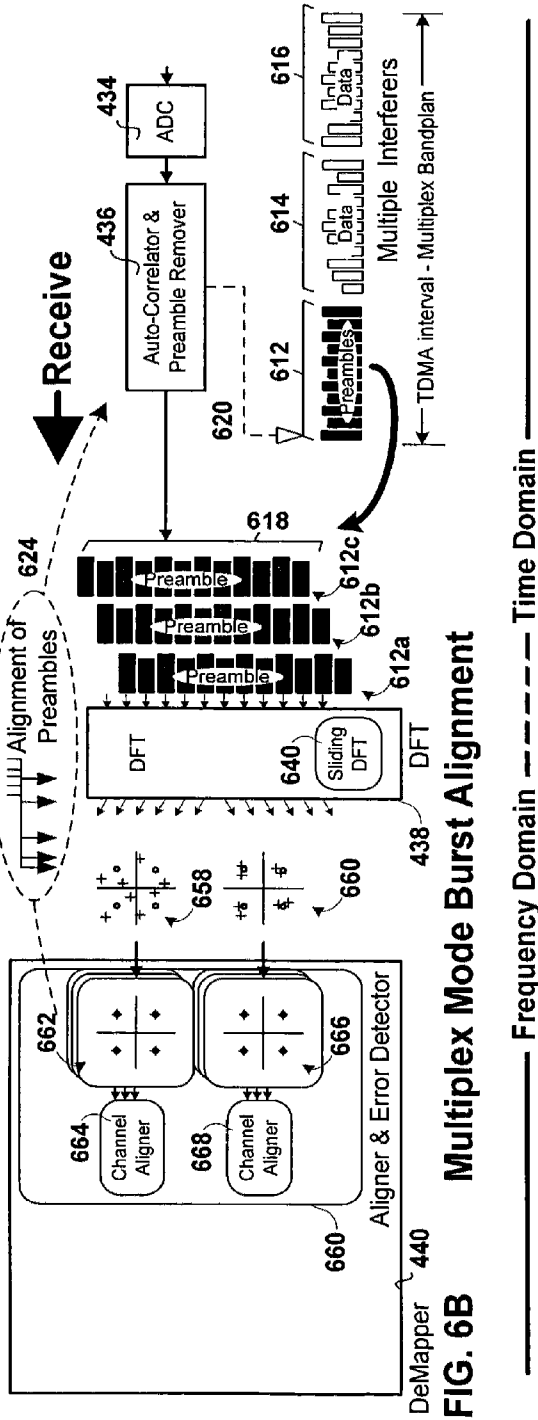 Receive
624
Alignment of
Preambles
434
ADC
436
Auto-Correlator &
Preamble Remover
620
612
614
616
Preambles
Data
Data
Multiple Interferers
TDMA interval - Multiplex Bandplan
618
Preamble
Preamble
Preamble
612c
612b
612a
DFT
640
Sliding
DFT
DFT
438
658
660
662
664
Channel
Aligner
666
668
Channel
Aligner
660
Aligner & Error Detector
440
DeMapper
FIG. 6B
Multiplex Mode Burst Alignment
Frequency Domain
Time Domain